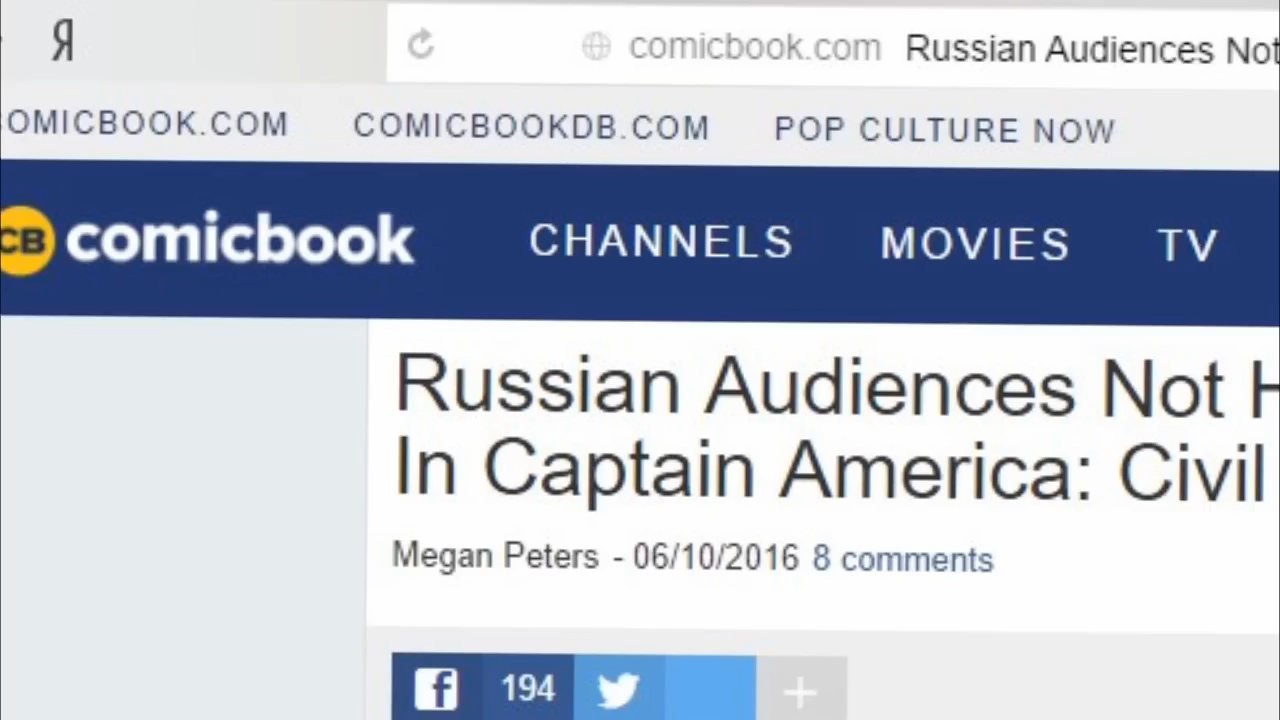 Я
comicbook.com Russian Audiences Not
COMICBOOK.COM COMICBOOKDB.COM POP CULTURE NOW
CB comicbook CHANNELS MOVIES TV
Russian Audiences Not H
In Captain America: Civil
Megan Peters - 06/10/2016 8 comments
f 194